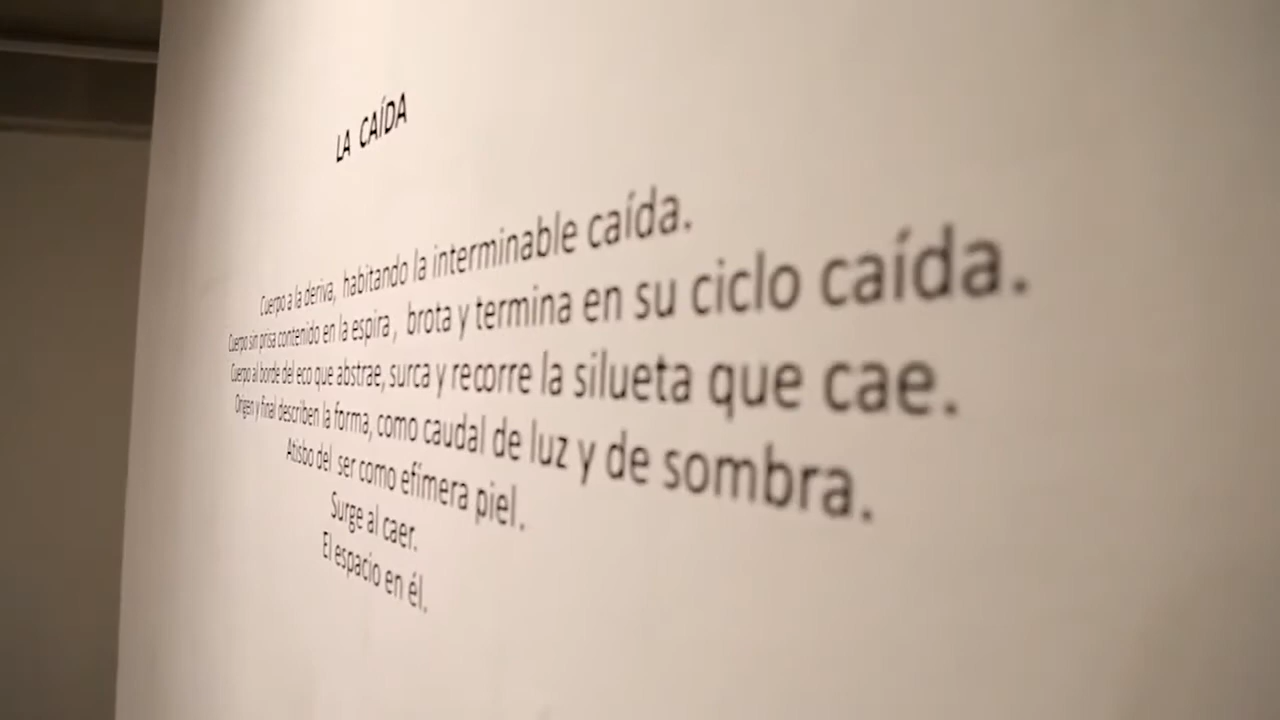 LA CAÍDA
Cuerpo a la deriva, habitando la interminable caída.
Cuerpo sin prisa contenido en la espira, brota y termina en su ciclo caída.
Cuerpo al borde del eco que abstrae, surca y recorre la silueta que cae.
Origen y final describen la forma, como caudal de luz y de sombra.
Atisbo del ser como efímera piel.
Surge al caer.
El espacio en él.